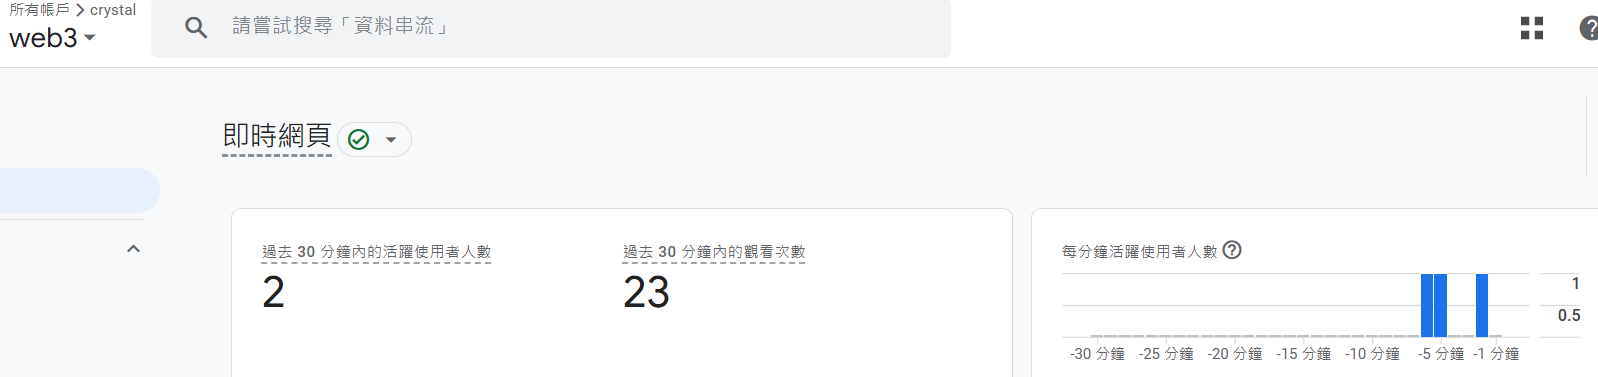 所有帳戶 > crystal
web3
請嘗試搜尋「資料串流」
即時網頁
過去 30 分鐘內的活躍使用者人數
2
過去 30 分鐘內的觀看次數
23
每分鐘活躍使用者人數
1
0.5
-30 分鐘 -25 分鐘 -20 分鐘 -15 分鐘 -10 分鐘 -5 分鐘 -1 分鐘